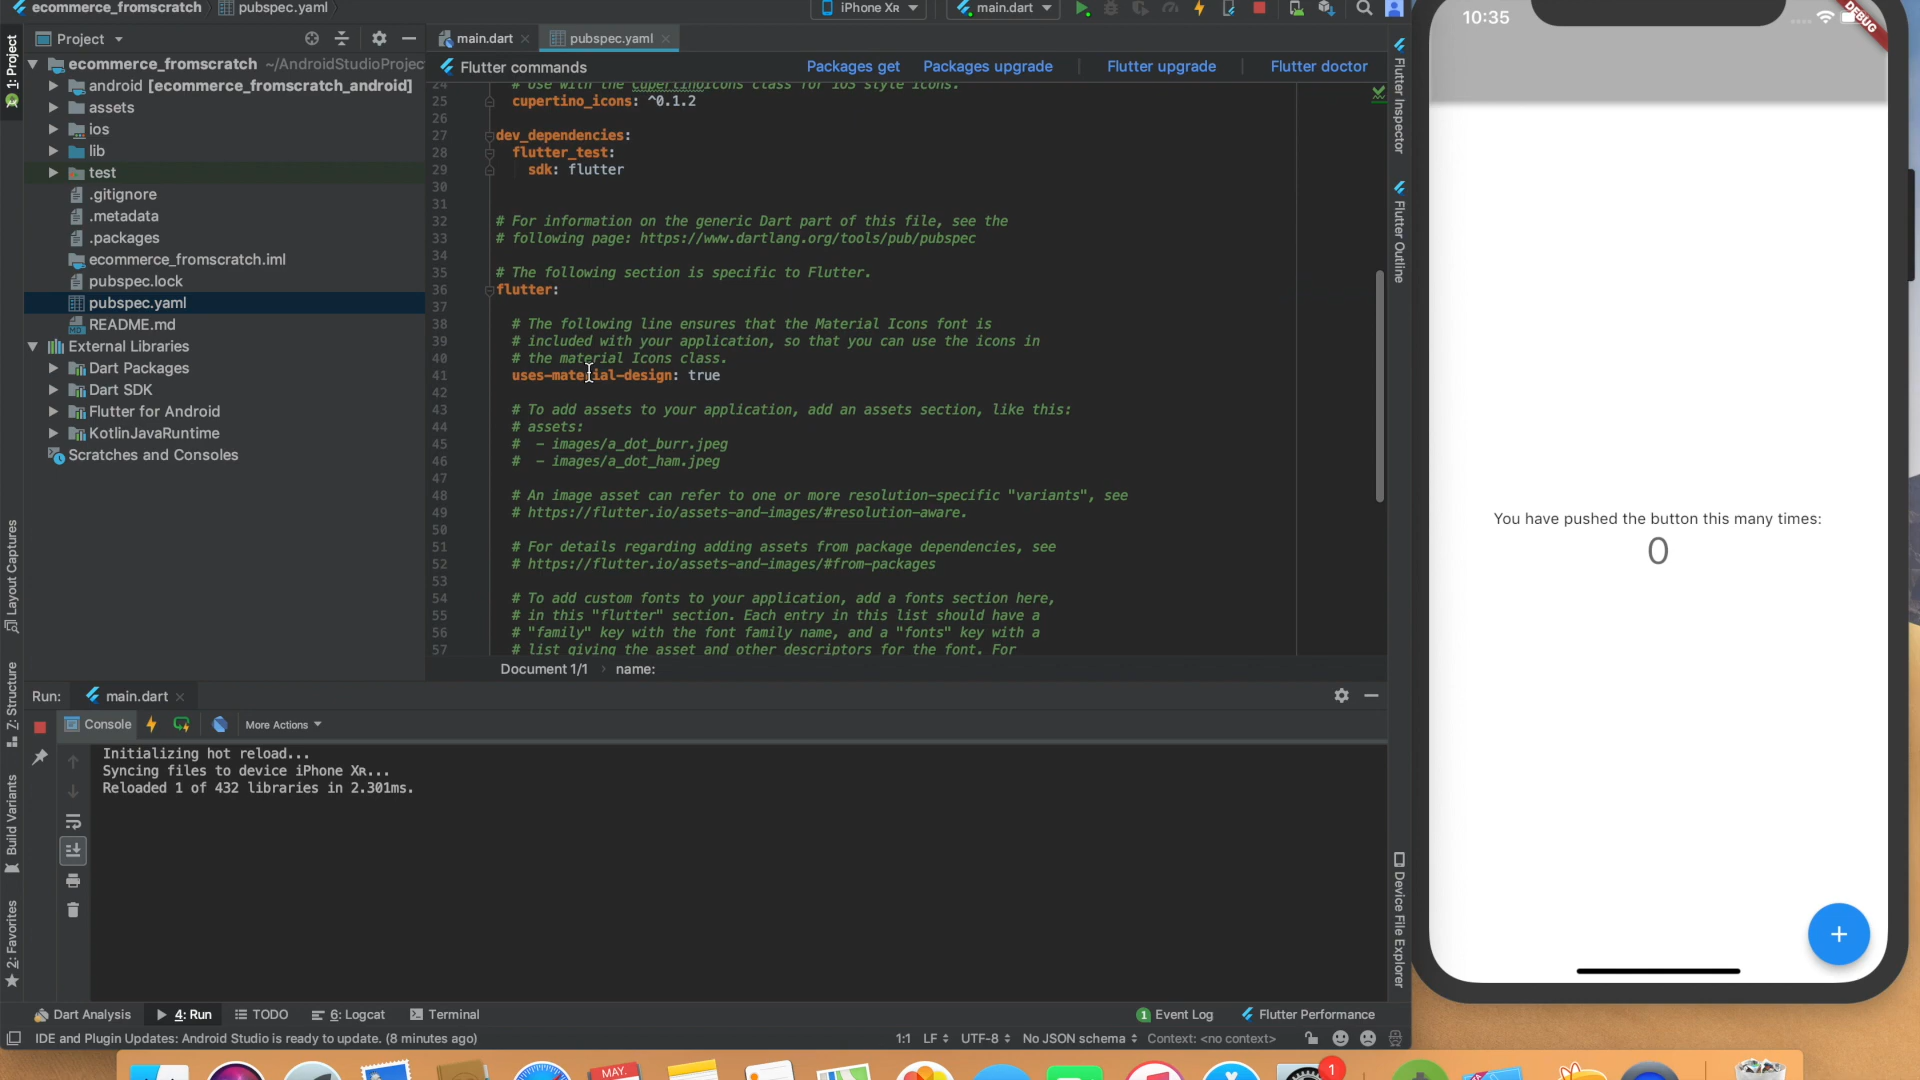 ecommerce_fromscratch
pubspec.yaml
iPhone XR
main.dart
Project
main.dart
pubspec.yaml
Flutter commands
Packages get
Packages upgrade
Flutter upgrade
Flutter doctor
1: Project
Layout Captures
Z: Structure
Build Variants
2: Favorites
ecommerce_fromscratch ~/AndroidStudioProjec
android [ecommerce_fromscratch_android]
assets
ios
lib
test
.gitignore
.metadata
.packages
ecommerce_fromscratch.iml
pubspec.lock
pubspec.yaml
README.md
External Libraries
Dart Packages
Dart SDK
Flutter for Android
KotlinJavaRuntime
Scratches and Consoles
24 # Use with the CupertinoIcons class for iOS style icons.
25 cupertino_icons: ^0.1.2
26
27 dev_dependencies:
28 flutter_test:
29 sdk: flutter
30
31
32 # For information on the generic Dart part of this file, see the
33 # following page: https://www.dartlang.org/tools/pub/pubspec
34
35 # The following section is specific to Flutter.
36 flutter:
37
38 # The following line ensures that the Material Icons font is
39 # included with your application, so that you can use the icons in
40 # the material Icons class.
41 uses-material-design: true
42
43 # To add assets to your application, add an assets section, like this:
44 # assets:
45 #  - images/a_dot_burr.jpeg
46 #  - images/a_dot_ham.jpeg
47
48 # An image asset can refer to one or more resolution-specific "variants", see
49 # https://flutter.io/assets-and-images/#resolution-aware.
50
51 # For details regarding adding assets from package dependencies, see
52 # https://flutter.io/assets-and-images/#from-packages
53
54 # To add custom fonts to your application, add a fonts section here,
55 # in this "flutter" section. Each entry in this list should have a
56 # "family" key with the font family name, and a "fonts" key with a
57 # list giving the asset and other descriptors for the font. For
Document 1/1 › name:
Flutter Inspector
Flutter Outline
Device File Explorer
Run: main.dart
Console
More Actions
Initializing hot reload...
Syncing files to device iPhone XR...
Reloaded 1 of 432 libraries in 2.301ms.
Dart Analysis
4: Run
TODO
6: Logcat
Terminal
1 Event Log
Flutter Performance
IDE and Plugin Updates: Android Studio is ready to update. (8 minutes ago)
1:1
LF
UTF-8
No JSON schema
Context: <no context>
10:35
DEBUG
You have pushed the button this many times:
0
+
MAY.
1